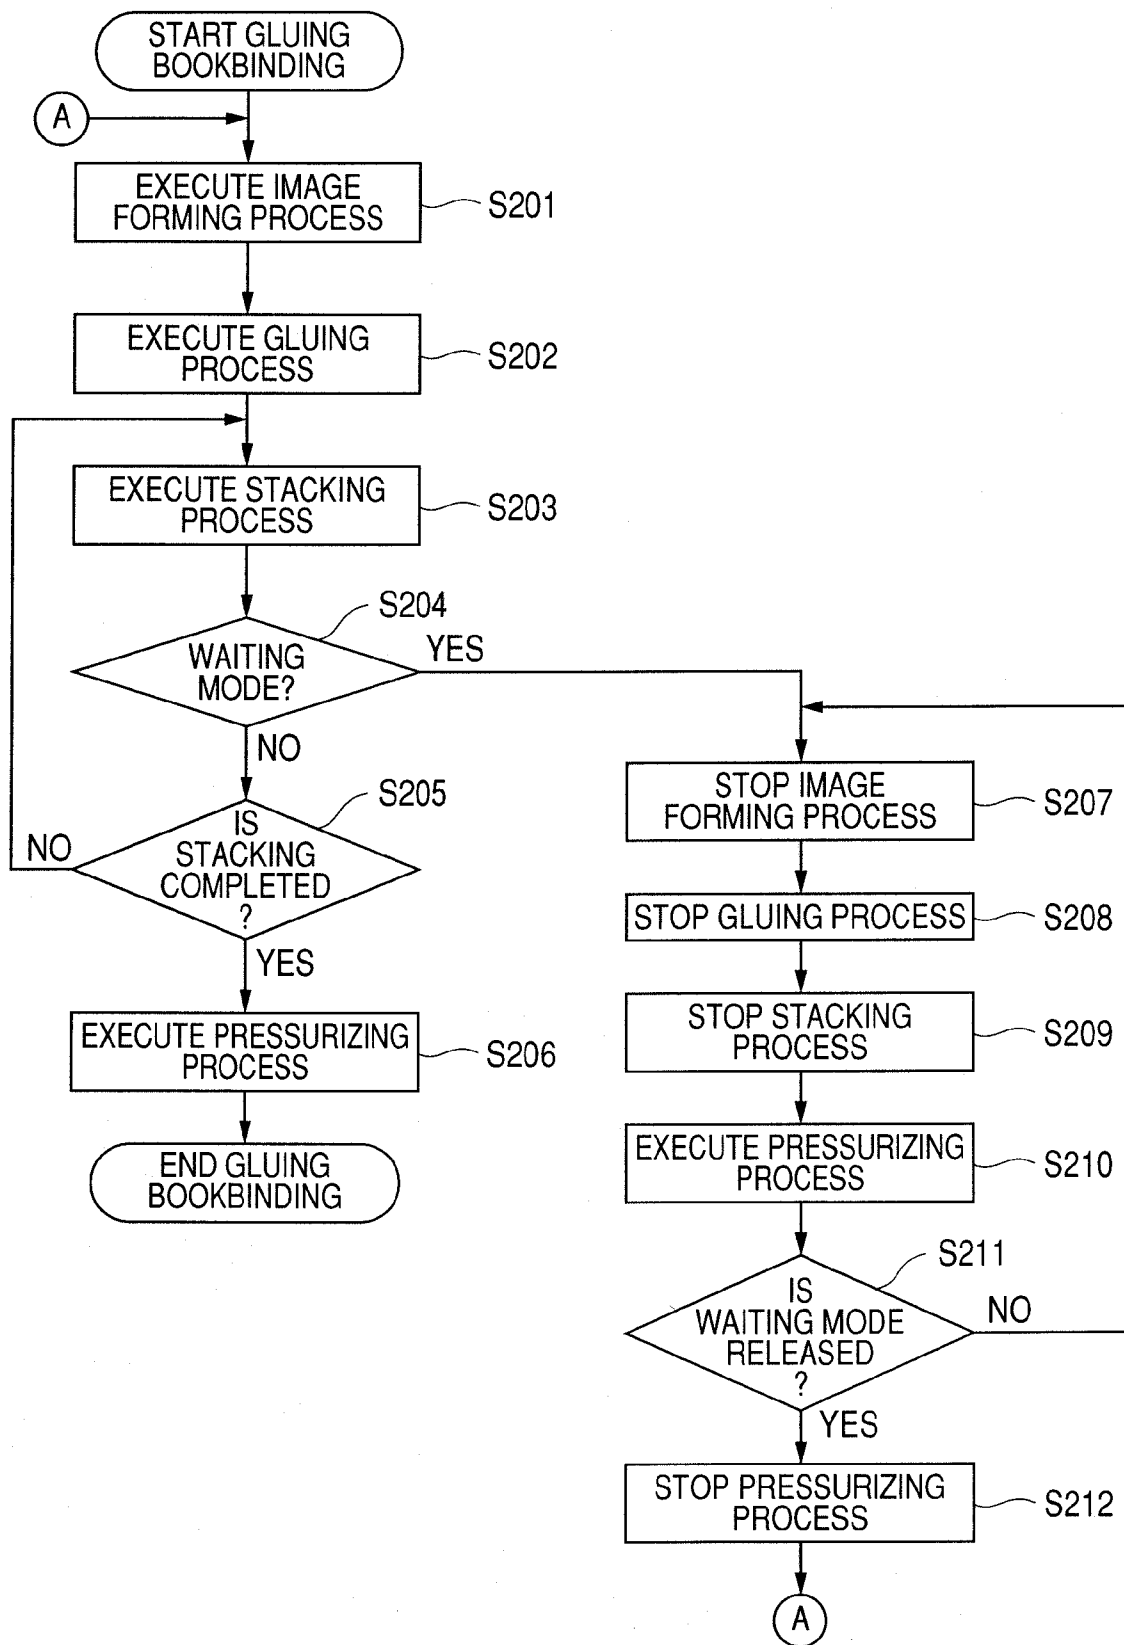 START GLUING
BOOKBINDING
A
EXECUTE IMAGE
FORMING PROCESS
S201
EXECUTE GLUING
PROCESS
S202
EXECUTE STACKING
PROCESS
S203
S204
WAITING
MODE?
YES
NO
S205
IS
STACKING
COMPLETED
?
NO
YES
EXECUTE PRESSURIZING
PROCESS
S206
END GLUING
BOOKBINDING
STOP IMAGE
FORMING PROCESS
S207
STOP GLUING PROCESS
S208
STOP STACKING
PROCESS
S209
EXECUTE PRESSURIZING
PROCESS
S210
S211
IS
WAITING MODE
RELEASED
?
NO
YES
STOP PRESSURIZING
PROCESS
S212
A